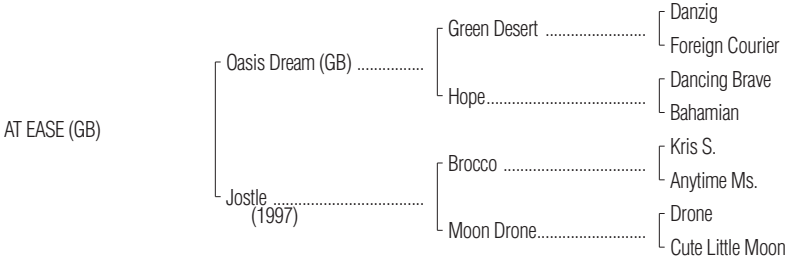 Danzig
Green Desert ........................
Foreign Courier
Oasis Dream (GB) ................
Dancing Brave
Hope.......................................
Bahamian
AT EASE (GB)
Kris S.
Brocco ..................................
Anytime Ms.
Jostle ....................................
(1997)
Drone
Moon Drone..........................
Cute Little Moon